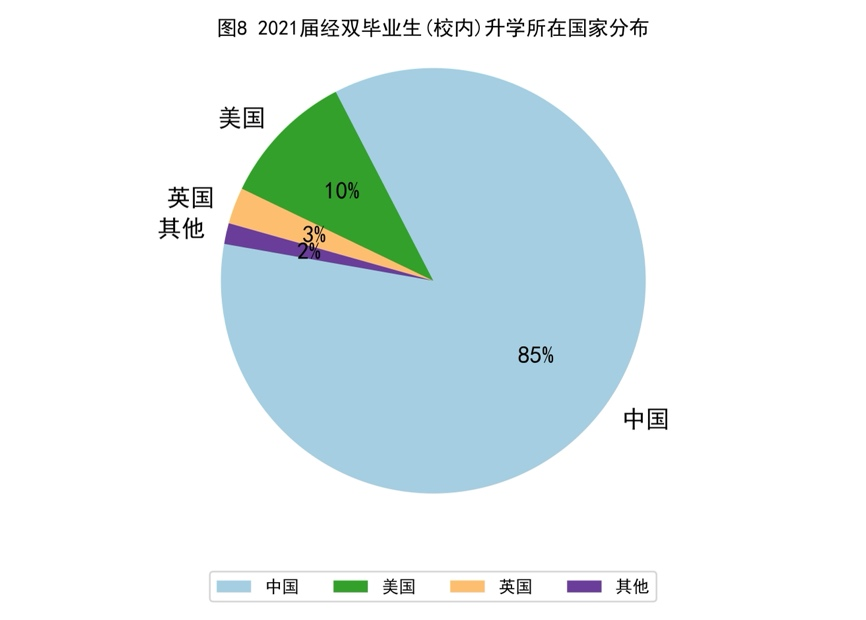 图8 2021届经双毕业生(校内)升学所在国家分布
美国
10%
英国
3%
其他
2%
85%
中国
中国 美国 英国 其他